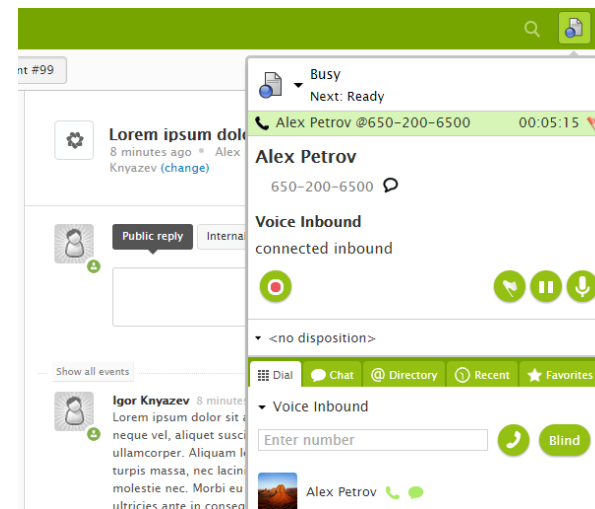 nt #99
Lorem ipsum dolo
8 minutes ago • Alex
Knyazev (change)
Public reply
Internal
Show all events
Igor Knyazev 8 minutes
Lorem ipsum dolor sit a
neque vel, aliquet susci
ullamcorper. Aliquam l
turpis massa, nec lacini
molestie nec. Morbi eu
ultricies ante in conseq
Busy
Next: Ready
Alex Petrov @650-200-6500 00:05:15
Alex Petrov
650-200-6500
Voice Inbound
connected inbound
<no disposition>
Dial Chat @ Directory Recent Favorites
Voice Inbound
Enter number
Blind
Alex Petrov